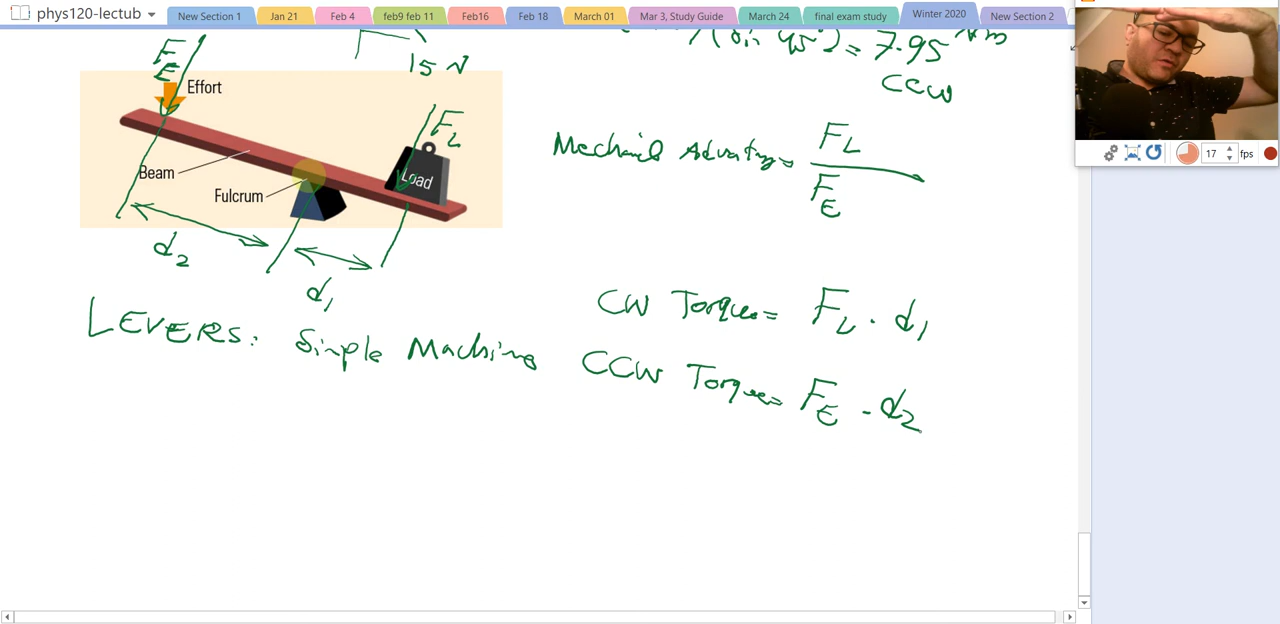 phys120-lectub
New Section 1
Jan 21
Feb 4
feb9 feb 11
Feb16
Feb 18
March 01
Mar 3, Study Guide
March 24
final exam study
Winter 2020
New Section 2
45°) = 7.95 Nm
CCW
15 N
FE
Effort
FL
Beam
Fulcrum
Load
d2
d1
Mechanical Advantage = FL / FE
LEVERS: Simple Machines
CW Torque = FL · d1
CCW Torque = FE · d2
17 fps